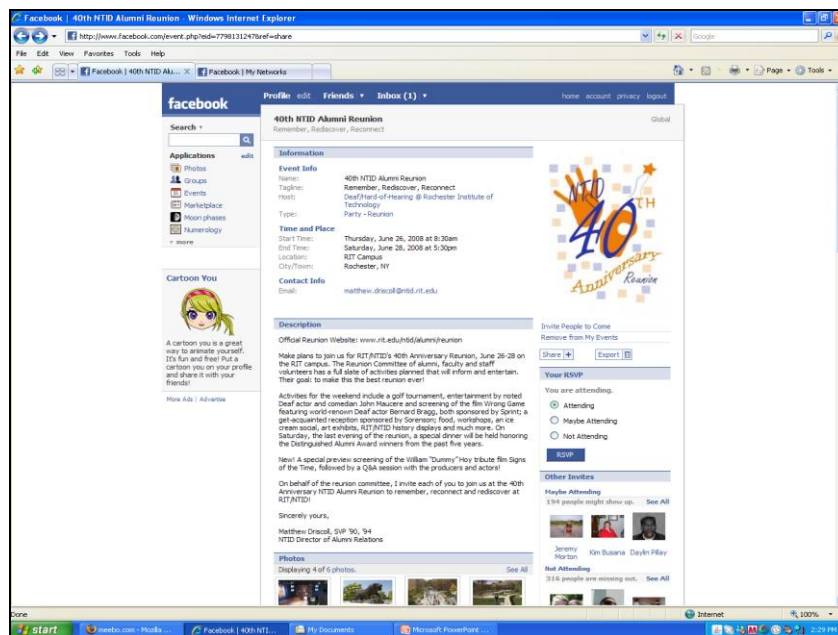 Facebook | 40th NTID Alumni Reunion - Windows Internet Explorer
http://www.facebook.com/event.php?eid=7798131247&ref=share
Google
File Edit View Favorites Tools Help
Facebook | 40th NTID Alu... X Facebook | My Networks
Page Tools
facebook
Profile edit Friends Inbox (1)
home account privacy logout
Search
Applications edit
Photos
Groups
Events
Marketplace
Moon phases
Numerology
more
Cartoon You
A cartoon you is a great
way to animate yourself.
It's fun and free! Put a
cartoon you on your profile
and share it with your
friends!
More Ads | Advertise
40th NTID Alumni Reunion
Global
Remember, Rediscover, Reconnect
Information
Event Info
Name: 40th NTID Alumni Reunion
Tagline: Remember, Rediscover, Reconnect
Host: Deaf/Hard-of-Hearing @ Rochester Institute of
Technology
Type: Party - Reunion
Time and Place
Start Time: Thursday, June 26, 2008 at 8:30am
End Time: Saturday, June 28, 2008 at 5:30pm
Location: RIT Campus
City/Town: Rochester, NY
Contact Info
Email: matthew.driscoll@ntid.rit.edu
Description
Official Reunion Website: www.rit.edu/ntid/alumni/reunion
Make plans to join us for RIT/NTID's 40th Anniversary Reunion, June 26-28 on
the RIT campus. The Reunion Committee of alumni, faculty and staff
volunteers has a full slate of activities planned that will inform and entertain.
Their goal: to make this the best reunion ever!
Activities for the weekend include a golf tournament, entertainment by noted
Deaf actor and comedian John Maucere and screening of the film Wrong Game
featuring world-renown Deaf actor Bernard Bragg, both sponsored by Sprint; a
get-acquainted reception sponsored by Sorenson; food, workshops, an ice
cream social, art exhibits, RIT/NTID history displays and much more. On
Saturday, the last evening of the reunion, a special dinner will be held honoring
the Distinguished Alumni Award winners from the past five years.
New! A special preview screening of the William "Dummy" Hoy tribute film Signs
of the Time, followed by a Q&A session with the producers and actors!
On behalf of the reunion committee, I invite each of you to join us at the 40th
Anniversary NTID Alumni Reunion to remember, reconnect and rediscover at
RIT/NTID!
Sincerely yours,
Matthew Driscoll, SVP '90, '94
NTID Director of Alumni Relations
Photos
Displaying 4 of 6 photos. See All
NTID
40TH
Anniversary
Reunion
Invite People to Come
Remove from My Events
Share + Export
Your RSVP
You are attending.
Attending
Maybe Attending
Not Attending
RSVP
Other Invites
Maybe Attending
194 people might show up. See All
Jeremy Morton Kim Busana Daylin Pillay
Not Attending
316 people are missing out. See All
Done
Internet 100%
start meebo.com - Mozilla ... Facebook | 40th NTI... My Documents Microsoft PowerPoint ... 2:29 PM